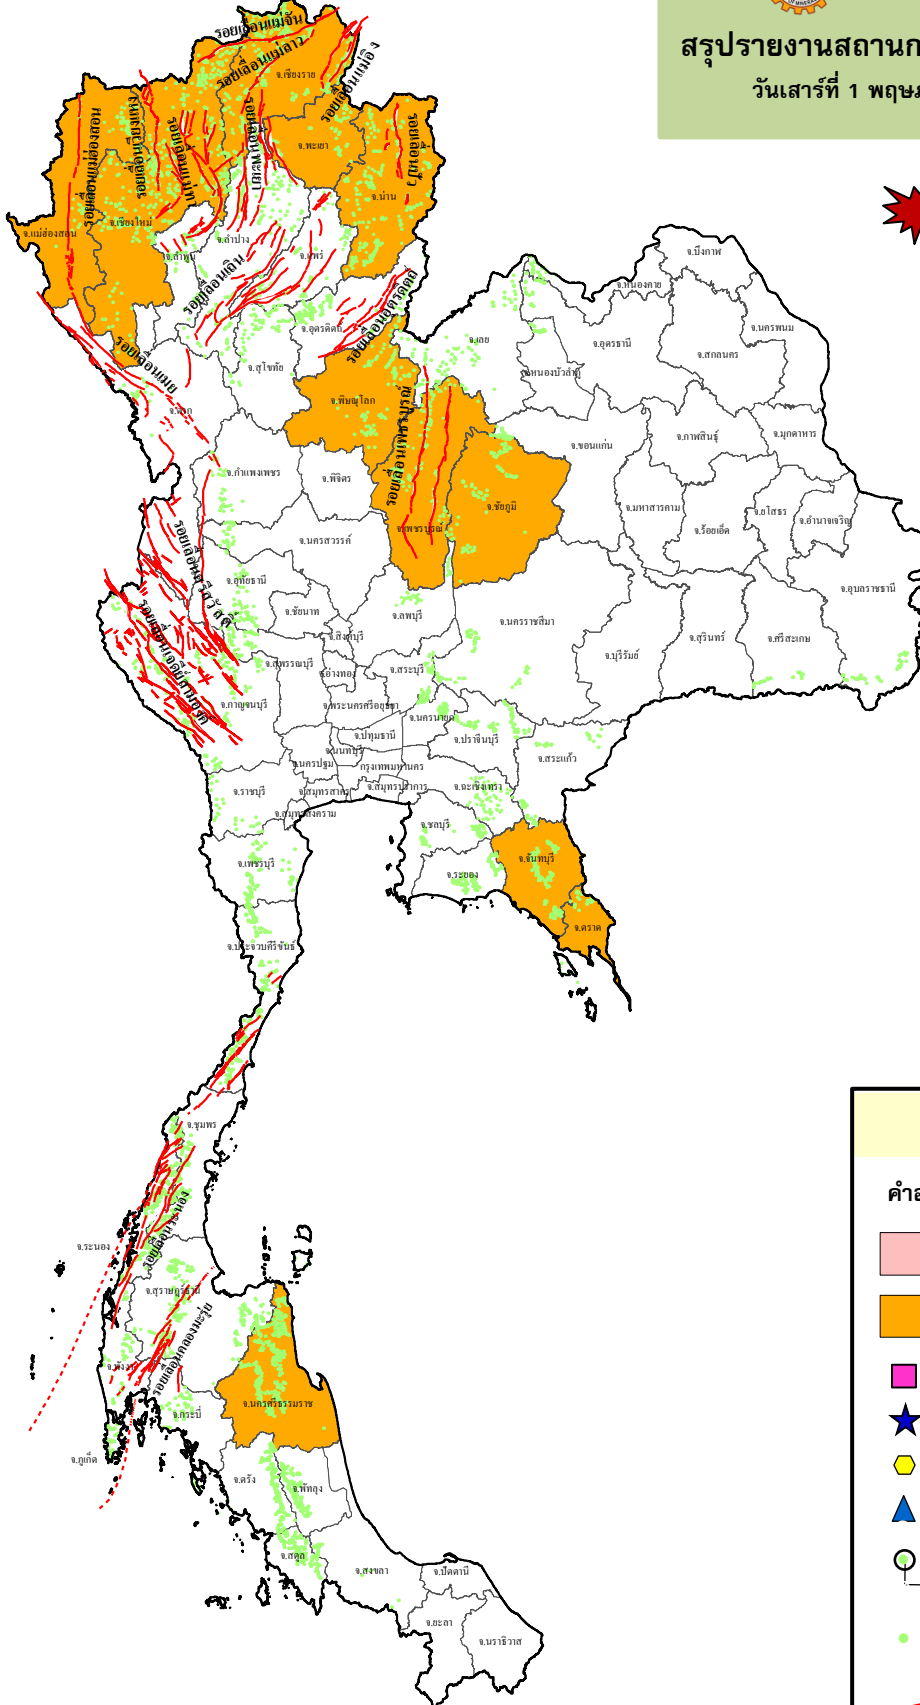 OF MINERAL
สรุปรายงานสถานก
วันเสาร์ที่ 1 พฤษภ
รอยเลื่อนแม่จัน
รอยเลื่อนแม่ลาว
รอยเลื่อนแม่อิง
จ.เชียงราย
รอยเลื่อนแม่ฮ่องสอน
รอยเลื่อนแม่ทา
รอยเลื่อนพะเยา
จ.พะเยา
รอยเลื่อนปัว
จ.น่าน
จ.เชียงใหม่
จ.แม่ฮ่องสอน
จ.ลำปาง
จ.ลำพูน
จ.แพร่
รอยเลื่อนเถิน
จ.บึงกาฬ
จ.หนองคาย
จ.นครพนม
จ.อุตรดิตถ์
รอยเลื่อนอุตรดิตถ์
จ.เลย
จ.อุดรธานี
จ.สกลนคร
จ.หนองบัวลำภู
รอยเลื่อนเมย
จ.สุโขทัย
จ.ตาก
จ.พิษณุโลก
รอยเลื่อนเพชรบูรณ์
จ.ขอนแก่น
จ.กาฬสินธุ์
จ.มุกดาหาร
จ.กำแพงเพชร
จ.พิจิตร
จ.ชัยภูมิ
จ.มหาสารคาม
จ.ยโสธร
จ.ร้อยเอ็ด
จ.อำนาจเจริญ
จ.เพชรบูรณ์
จ.นครสวรรค์
รอยเลื่อนศรีสวัสดิ์
จ.อุทัยธานี
จ.อุบลราชธานี
จ.ชัยนาท
จ.ลพบุรี
จ.นครราชสีมา
รอยเลื่อนเจดีย์สามองค์
จ.สิงห์บุรี
จ.บุรีรัมย์
จ.สุรินทร์
จ.ศรีสะเกษ
จ.สุพรรณบุรี
จ.อ่างทอง
จ.สระบุรี
จ.กาญจนบุรี
จ.พระนครศรีอยุธยา
จ.นครนายก
จ.ปทุมธานี
จ.ปราจีนบุรี
จ.นนทบุรี
จ.สระแก้ว
จ.นครปฐม
กรุงเทพมหานคร
จ.ราชบุรี
จ.สมุทรสาคร
จ.สมุทรปราการ
จ.ฉะเชิงเทรา
จ.สมุทรสงคราม
จ.ชลบุรี
จ.เพชรบุรี
จ.ระยอง
จ.จันทบุรี
จ.ตราด
จ.ประจวบคีรีขันธ์
จ.ชุมพร
รอยเลื่อนระนอง
จ.ระนอง
จ.สุราษฎร์ธานี
รอยเลื่อนคลองมะรุ่ย
จ.พังงา
จ.กระบี่
จ.นครศรีธรรมราช
จ.ภูเก็ต
จ.ตรัง
จ.พัทลุง
จ.สตูล
จ.สงขลา
จ.ปัตตานี
จ.ยะลา
จ.นราธิวาส